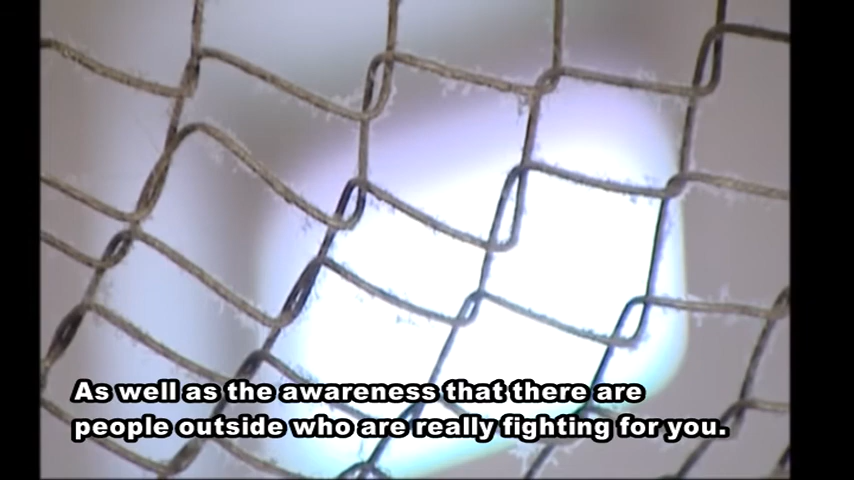 As well as the awareness that there are
people outside who are really fighting for you.